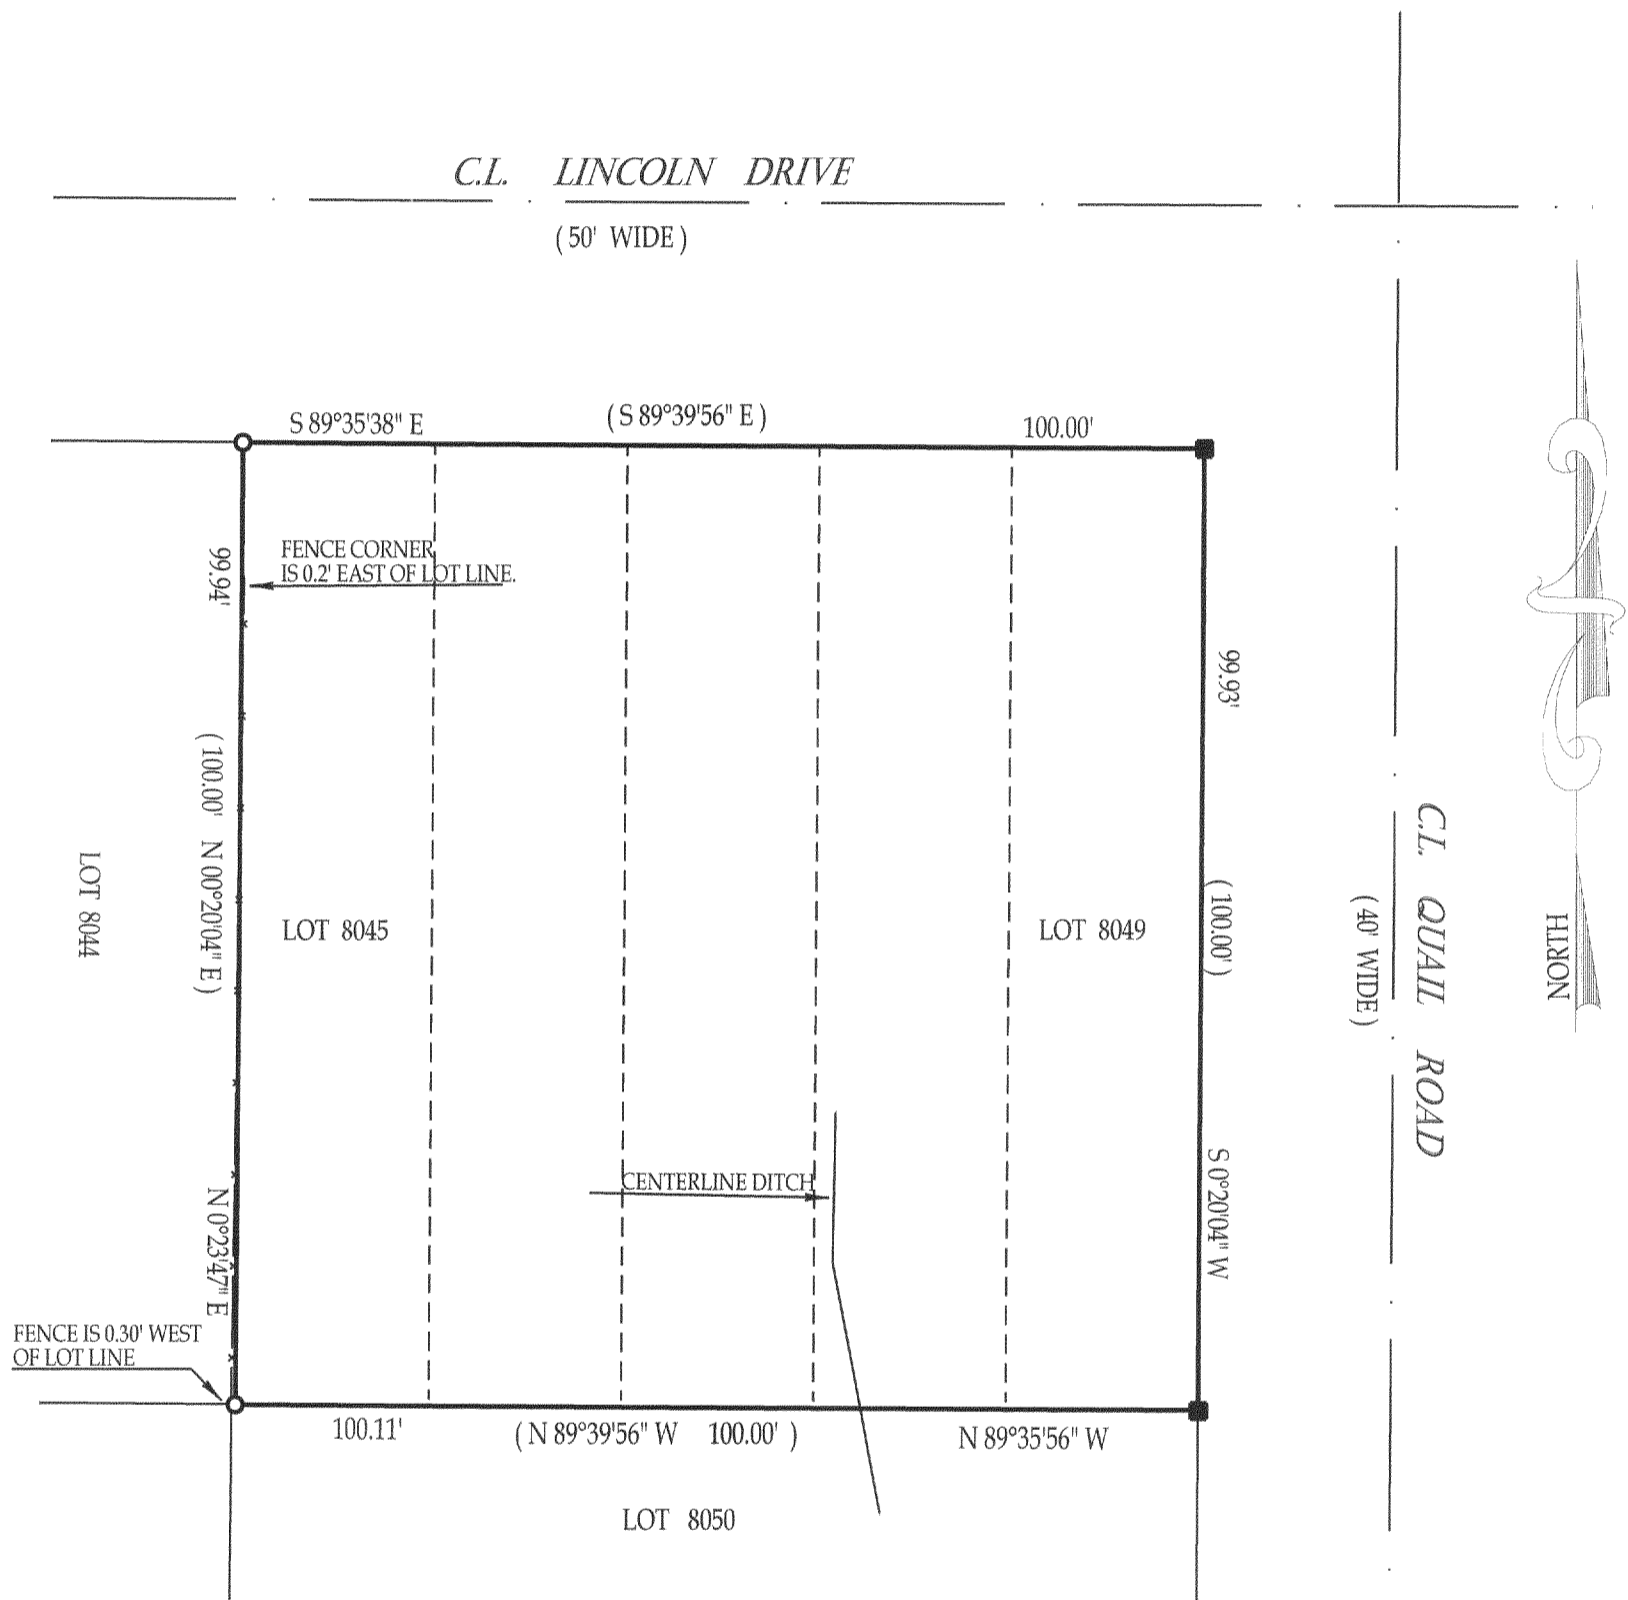 C.L. LINCOLN DRIVE
( 50' WIDE )
S 89°35'38" E
( S 89°39'56" E )
100.00'
FENCE CORNER
IS 0.2' EAST OF LOT LINE.
99.94'
( 100.00' N 00°20'04" E )
N 0°23'47" E
LOT 8044
LOT 8045
LOT 8049
99.93'
( 100.00' )
S 0°20'04" W
C.L. QUAIL ROAD
( 40' WIDE )
NORTH
CENTERLINE DITCH
FENCE IS 0.30' WEST
OF LOT LINE
100.11'
( N 89°39'56" W 100.00' )
N 89°35'56" W
LOT 8050